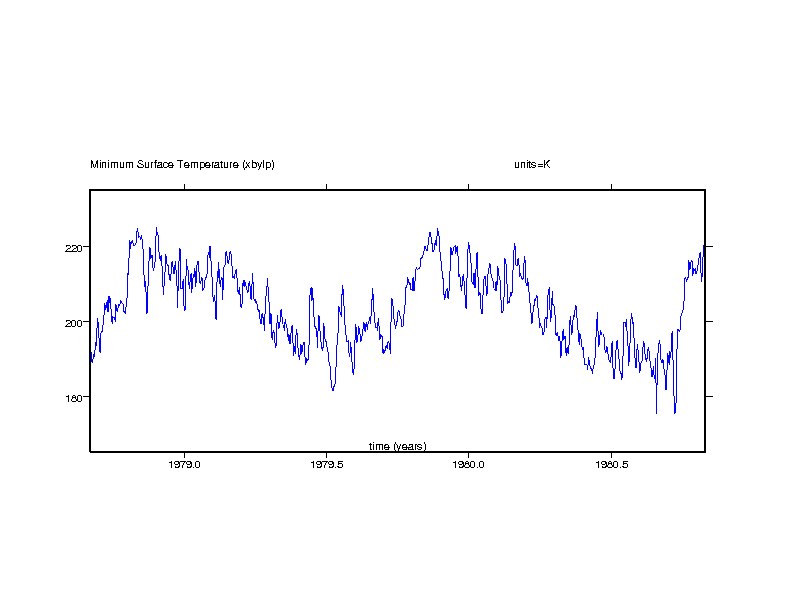 Minimum Surface Temperature (xbylp) units=K
220
200
180
time (years)
1979.0 1979.5 1980.0 1980.5